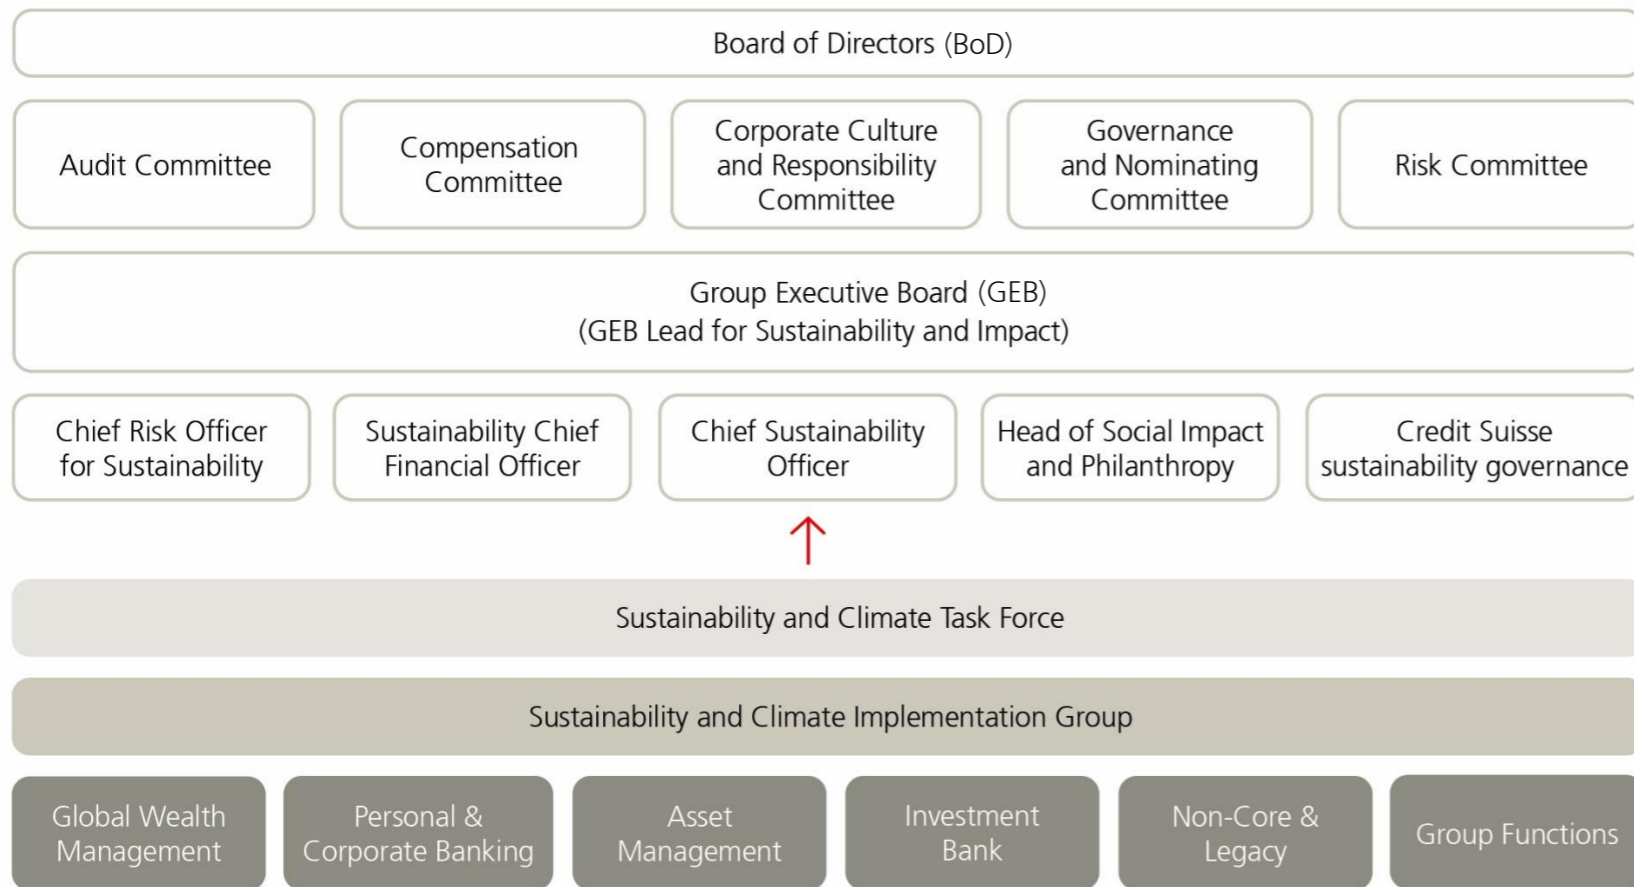 Board of Directors (BoD)
Audit Committee
Compensation
Committee
Corporate Culture
and Responsibility
Committee
Governance
and Nominating
Committee
Risk Committee
Group Executive Board (GEB)
(GEB Lead for Sustainability and Impact)
Chief Risk Officer
for Sustainability
Sustainability Chief
Financial Officer
Chief Sustainability
Officer
Head of Social Impact
and Philanthropy
Credit Suisse
sustainability governance
Sustainability and Climate Task Force
Sustainability and Climate Implementation Group
Global Wealth
Management
Personal &
Corporate Banking
Asset
Management
Investment
Bank
Non-Core &
Legacy
Group Functions